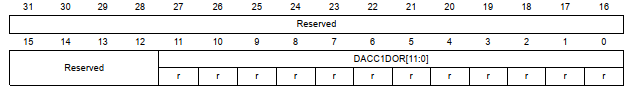 31 30 29 28 27 26 25 24 23 22 21 20 19 18 17 16
Reserved
15 14 13 12 11 10 9 8 7 6 5 4 3 2 1 0
Reserved DACC1DOR[11:0]
r r r r r r r r r r r r